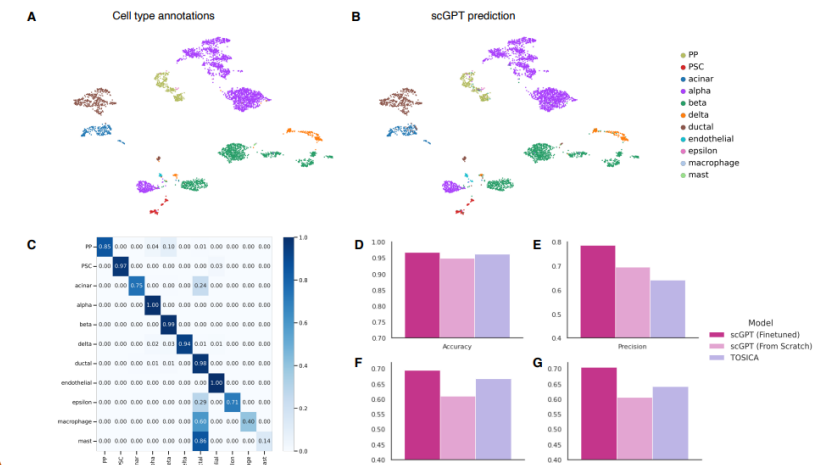 A
Cell type annotations
B
scGPT prediction
PP
PSC
acinar
alpha
beta
delta
ductal
endothelial
epsilon
macrophage
mast
C
PP 0.85 0.00 0.00 0.04 0.10 0.00 0.01 0.00 0.00 0.00 0.00
PSC 0.00 0.97 0.00 0.00 0.00 0.00 0.00 0.03 0.00 0.00 0.00
acinar 0.00 0.00 0.75 0.00 0.00 0.00 0.24 0.00 0.00 0.00 0.00
alpha 0.00 0.00 0.00 1.00 0.00 0.00 0.00 0.00 0.00 0.00 0.00
beta 0.00 0.00 0.00 0.00 0.99 0.00 0.00 0.00 0.00 0.00 0.00
delta 0.00 0.00 0.00 0.02 0.03 0.94 0.01 0.01 0.00 0.00 0.00
ductal 0.00 0.00 0.00 0.01 0.01 0.00 0.98 0.00 0.00 0.00 0.00
endothelial 0.00 0.00 0.00 0.00 0.00 0.00 0.00 1.00 0.00 0.00 0.00
epsilon 0.00 0.00 0.00 0.00 0.00 0.00 0.29 0.00 0.71 0.00 0.00
macrophage 0.00 0.00 0.00 0.00 0.00 0.00 0.60 0.00 0.00 0.40 0.00
mast 0.00 0.00 0.00 0.00 0.00 0.00 0.86 0.00 0.00 0.00 0.14
PP
1.0
0.8
0.6
0.4
0.2
0.0
D
1.00
0.95
0.90
0.85
0.80
0.75
0.70
Accuracy
E
0.8
0.7
0.6
0.5
0.4
Precision
Model
scGPT (Finetuned)
scGPT (From Scratch)
TOSICA
F
0.70
0.65
0.60
0.55
0.50
0.45
0.40
G
0.70
0.65
0.60
0.55
0.50
0.45
0.40